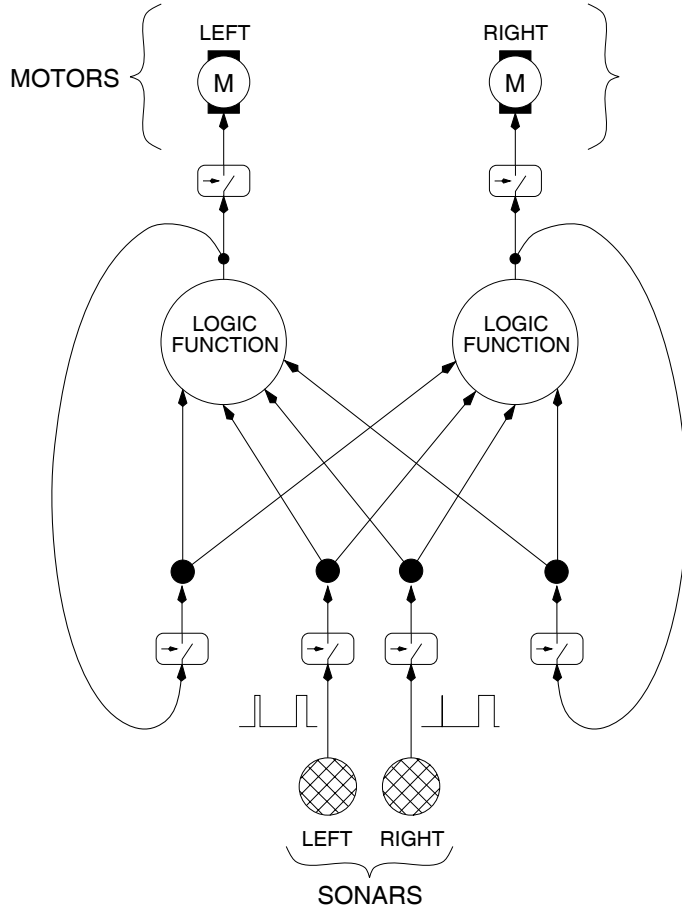 LEFT
RIGHT
MOTORS
M
M
LOGIC
FUNCTION
LOGIC
FUNCTION
LEFT
RIGHT
SONARS